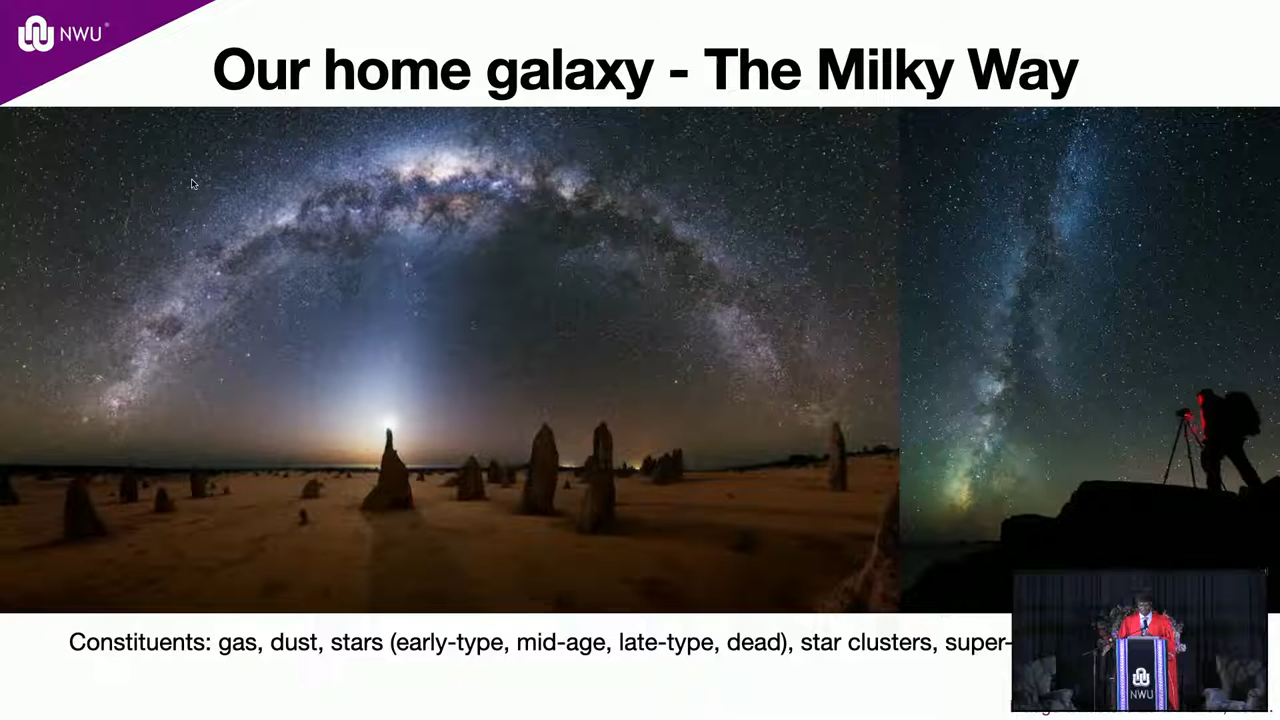 NWU
Our home galaxy - The Milky Way
Constituents: gas, dust, stars (early-type, mid-age, late-type, dead), star clusters, super-
NWU